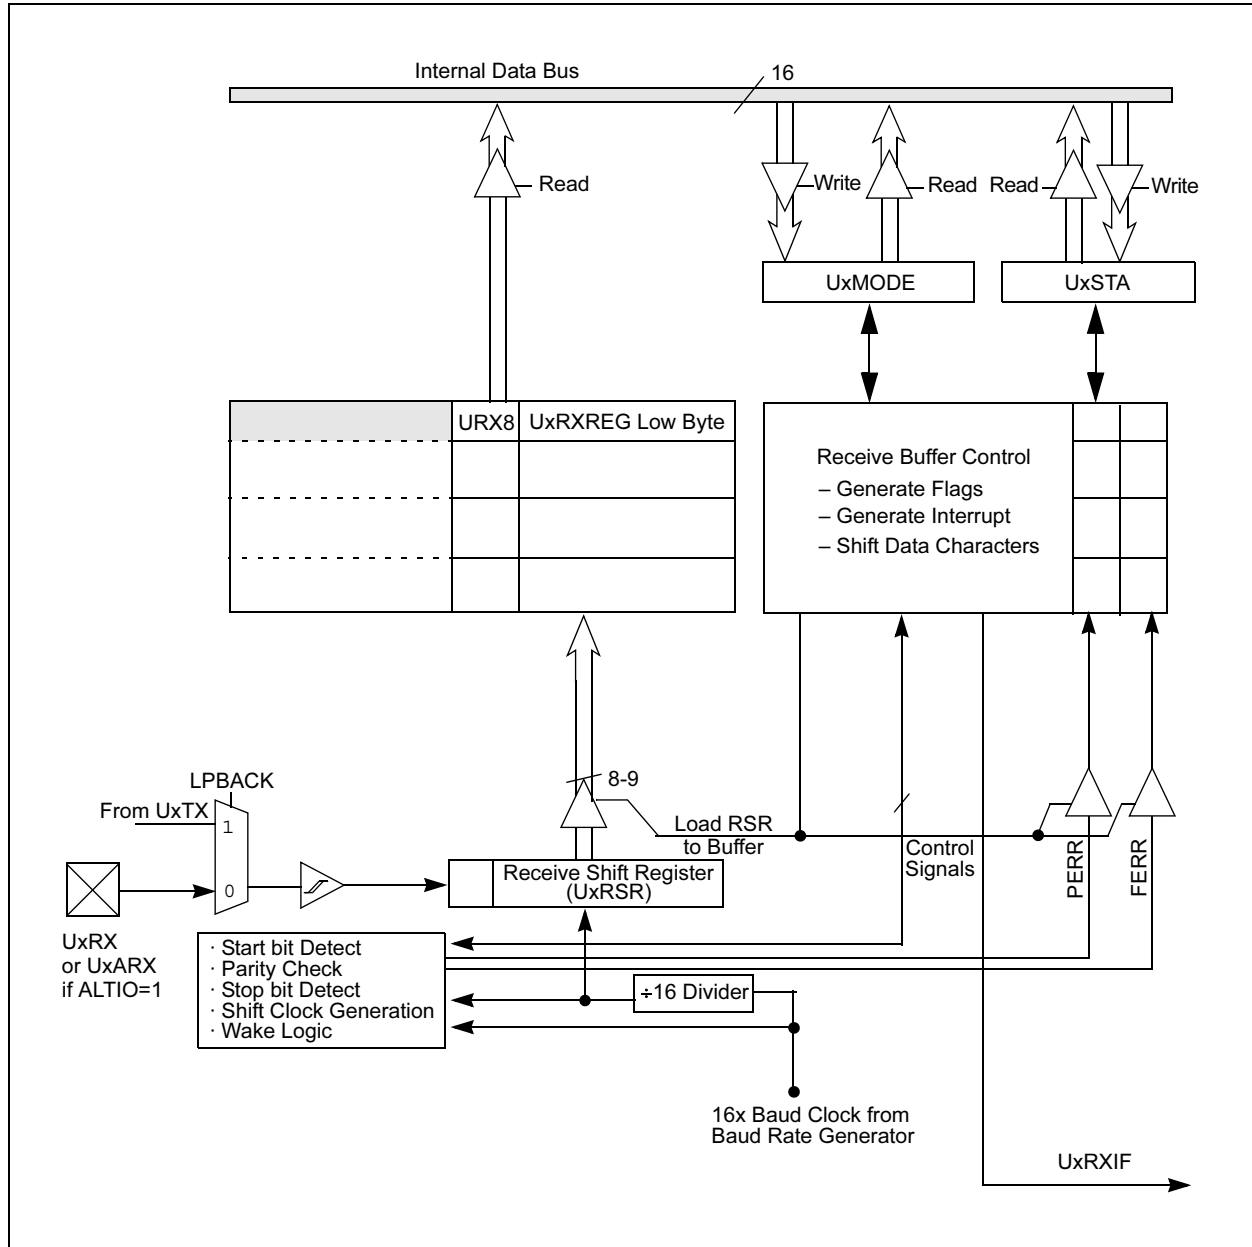 Internal Data Bus
16
Read
Write
Read
Read
Write
UxMODE
UxSTA
URX8
UxRXREG Low Byte
Receive Buffer Control
– Generate Flags
– Generate Interrupt
– Shift Data Characters
LPBACK
8-9
From UxTX
1
0
Load RSR
to Buffer
Control
Signals
PERR
FERR
Receive Shift Register
(UxRSR)
UxRX
or UxARX
if ALTIO=1
· Start bit Detect
· Parity Check
· Stop bit Detect
· Shift Clock Generation
· Wake Logic
÷16 Divider
16x Baud Clock from
Baud Rate Generator
UxRXIF